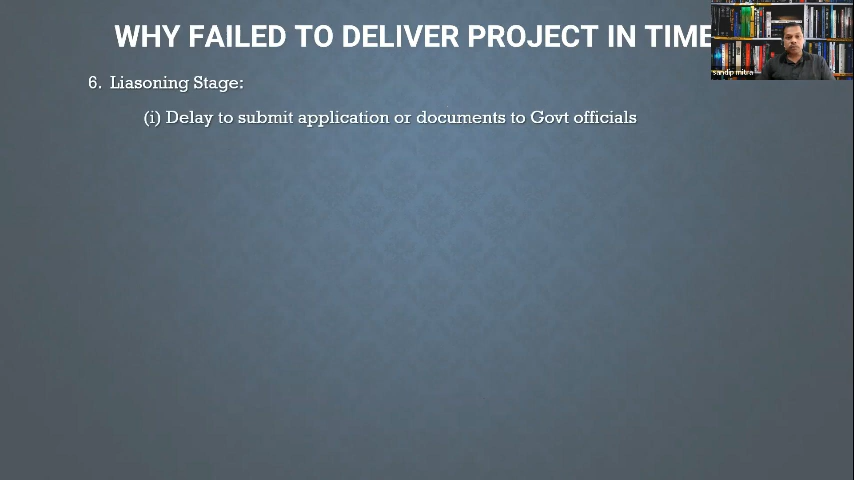 WHY FAILED TO DELIVER PROJECT IN TIME
sandip mitra
6. Liasoning Stage:
(i) Delay to submit application or documents to Govt officials